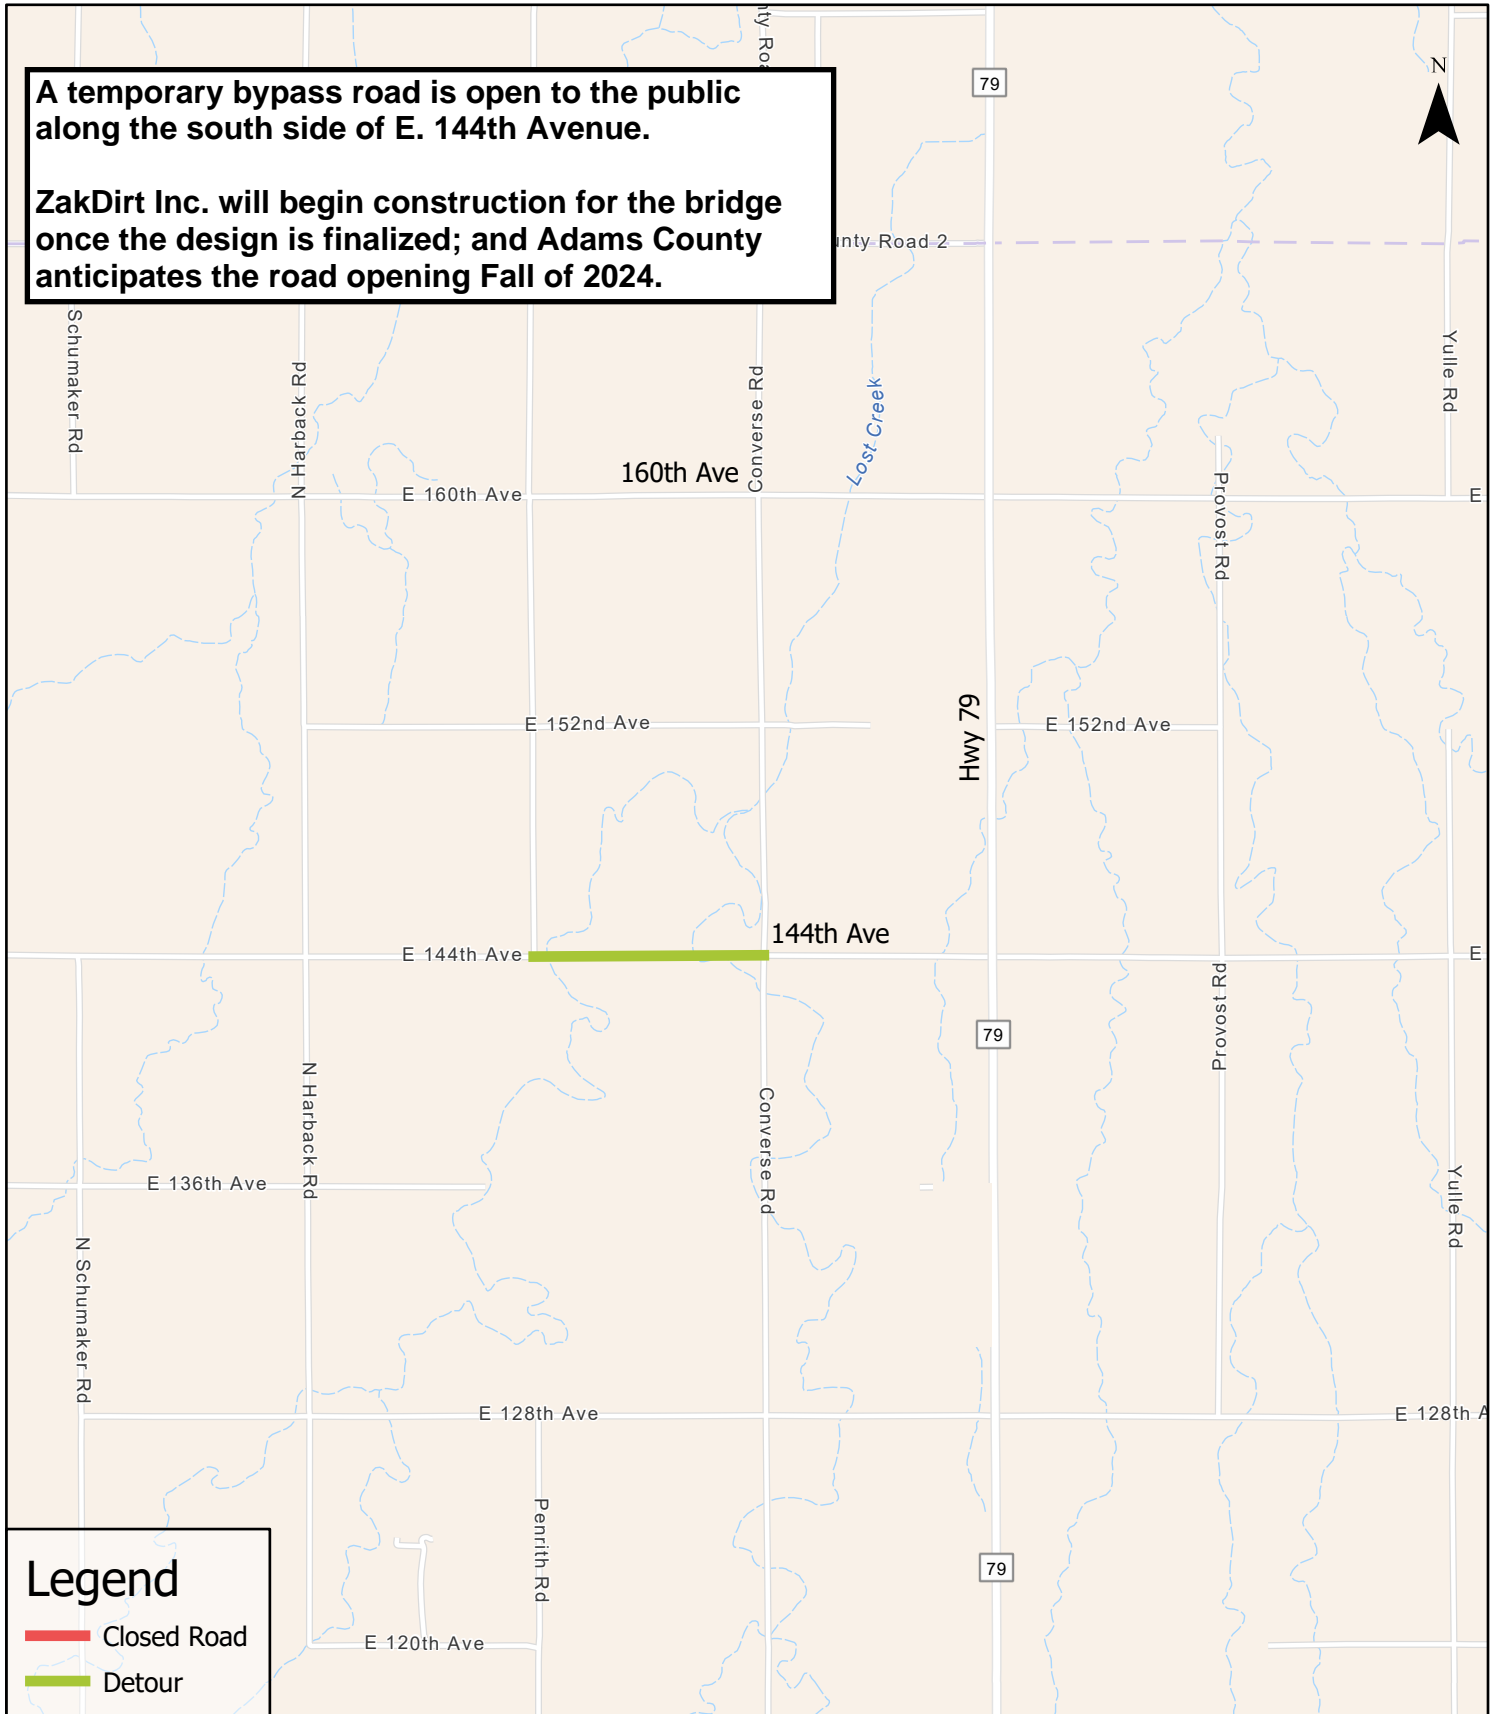 nty Roa
79
N
A temporary bypass road is open to the public
along the south side of E. 144th Avenue.
ZakDirt Inc. will begin construction for the bridge
once the design is finalized; and Adams County
anticipates the road opening Fall of 2024.
unty Road 2
Schumaker Rd
N Harback Rd
Converse Rd
Lost Creek
Yulle Rd
160th Ave
E 160th Ave
Provost Rd
E
E 152nd Ave
Hwy 79
E 152nd Ave
144th Ave
E 144th Ave
E
Provost Rd
79
N Harback Rd
Converse Rd
E 136th Ave
Yulle Rd
N Schumaker Rd
E 128th Ave
E 128th A
Penrith Rd
79
E 120th Ave
Legend
Closed Road
Detour